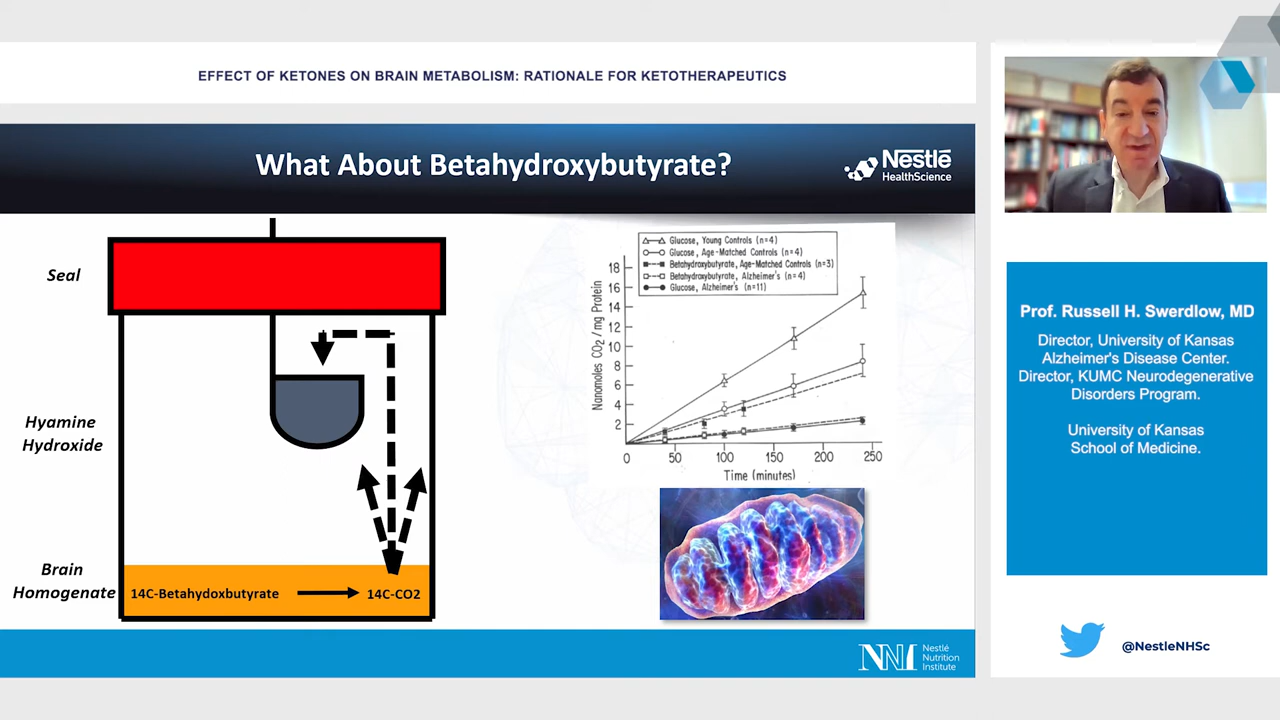 EFFECT OF KETONES ON BRAIN METABOLISM: RATIONALE FOR KETOTHERAPEUTICS
What About Betahydroxybutyrate?
Nestlé
HealthScience
Seal
Hyamine
Hydroxide
Brain
Homogenate
14C-Betahydoxbutyrate
14C-CO2
Glucose, Young Controls (n=4)
Glucose, Age-Matched Controls (n=4)
Betahydroxybutyrate, Age-Matched Controls (n=3)
Betahydroxybutyrate, Alzheimer's (n=4)
Glucose, Alzheimer's (n=11)
Nanomoles CO2/mg Protein
18
16
14
12
10
8
6
4
2
0 50 100 150 200 250
Time (minutes)
NNI
Nestlé
Nutrition
Institute
Prof. Russell H. Swerdlow, MD
Director, University of Kansas
Alzheimer's Disease Center.
Director, KUMC Neurodegenerative
Disorders Program.
University of Kansas
School of Medicine.
@NestleNHSc